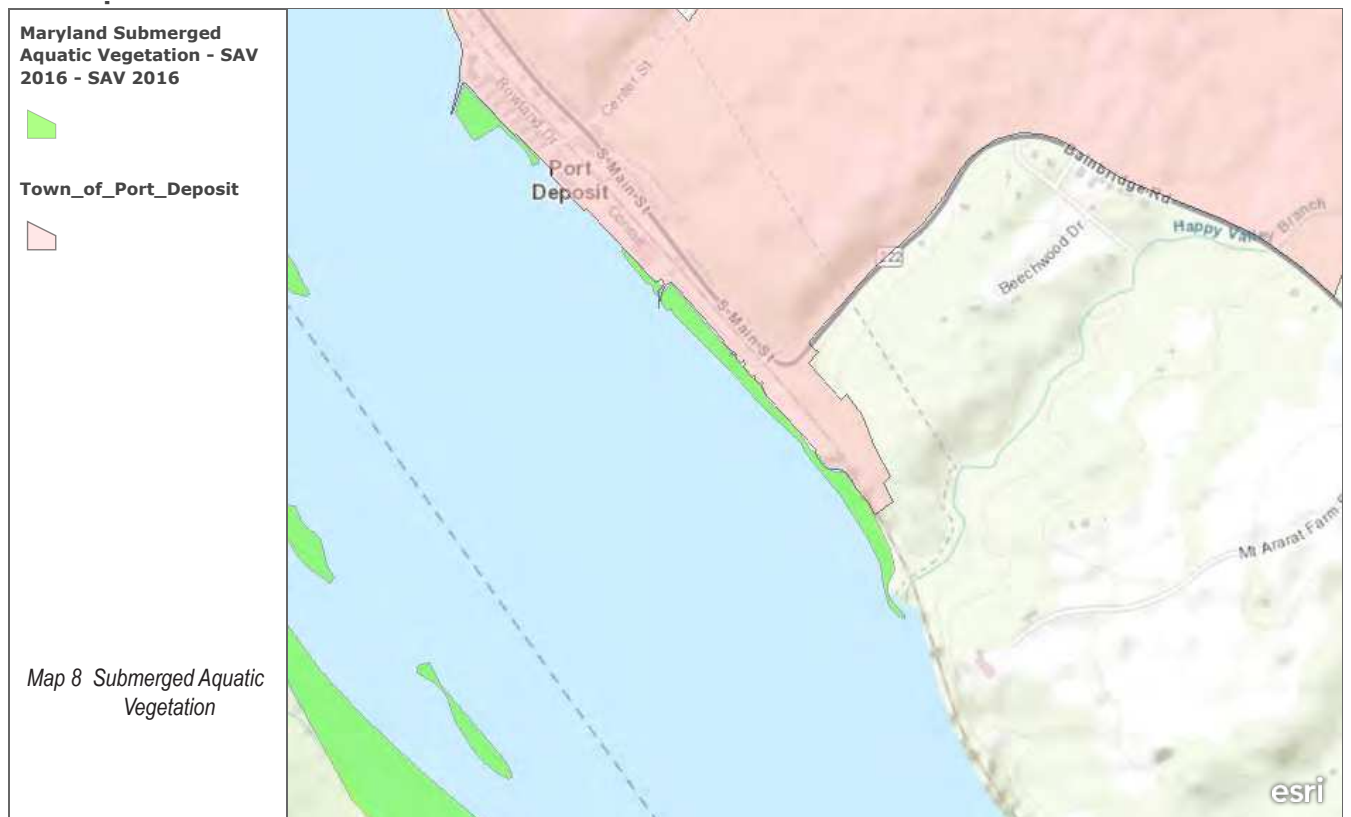 Maryland Submerged
Aquatic Vegetation - SAV
2016 - SAV 2016
Town_of_Port_Deposit
Map 8 Submerged Aquatic
Vegetation
Center St
Rowland Dr
S-Main-St
Port
Deposit
S-Main-St
222
Bainbridge Rd
Happy Valley Branch
Beechwood Dr
Mt Ararat Farm
esri